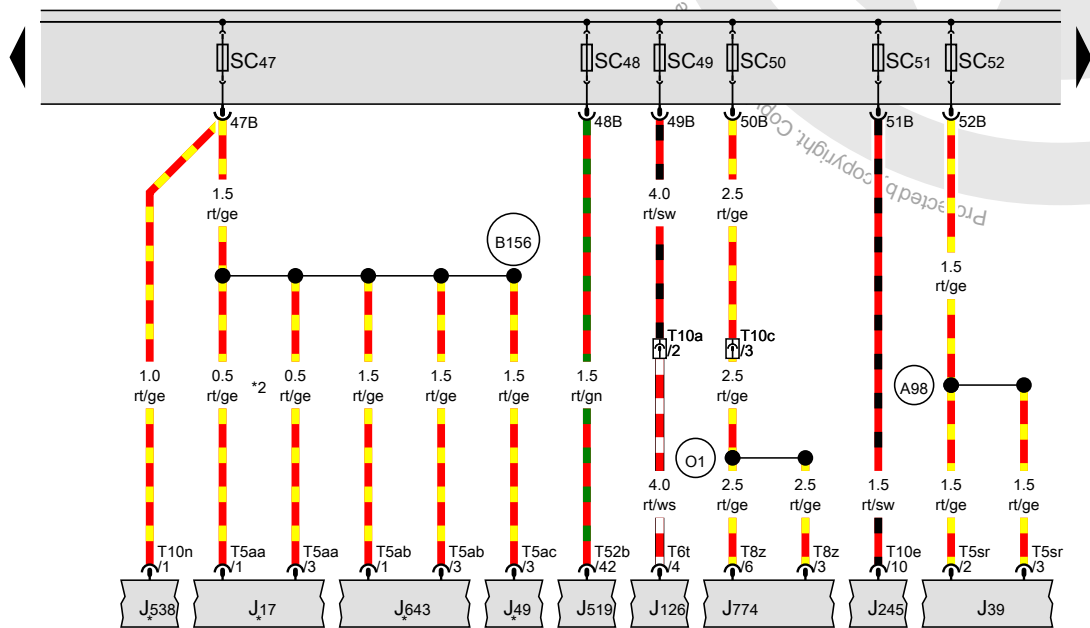 SC47 SC48 SC49 SC50 SC51 SC52
47B 48B 49B 50B 51B 52B
Protected by copyright. Copy
1.5 4.0 2.5
rt/ge rt/sw rt/ge
B156
1.5
rt/ge
T10a T10c
/2 /3
1.0 0.5 *2 0.5 1.5 1.5 1.5 1.5 2.5
rt/ge rt/ge rt/ge rt/ge rt/ge rt/ge rt/gn rt/ge
A98
O1
4.0 2.5 2.5 1.5 1.5 1.5
rt/ws rt/ge rt/ge rt/sw rt/ge rt/ge
T10n T5aa T5aa T5ab T5ab T5ac T52b T6t T8z T8z T10e T5sr T5sr
/1 /1 /3 /1 /3 /3 /42 /4 /6 /3 /10 /2 /3
J538 J17 J643 J49 J519 J126 J774 J245 J39
* * * *